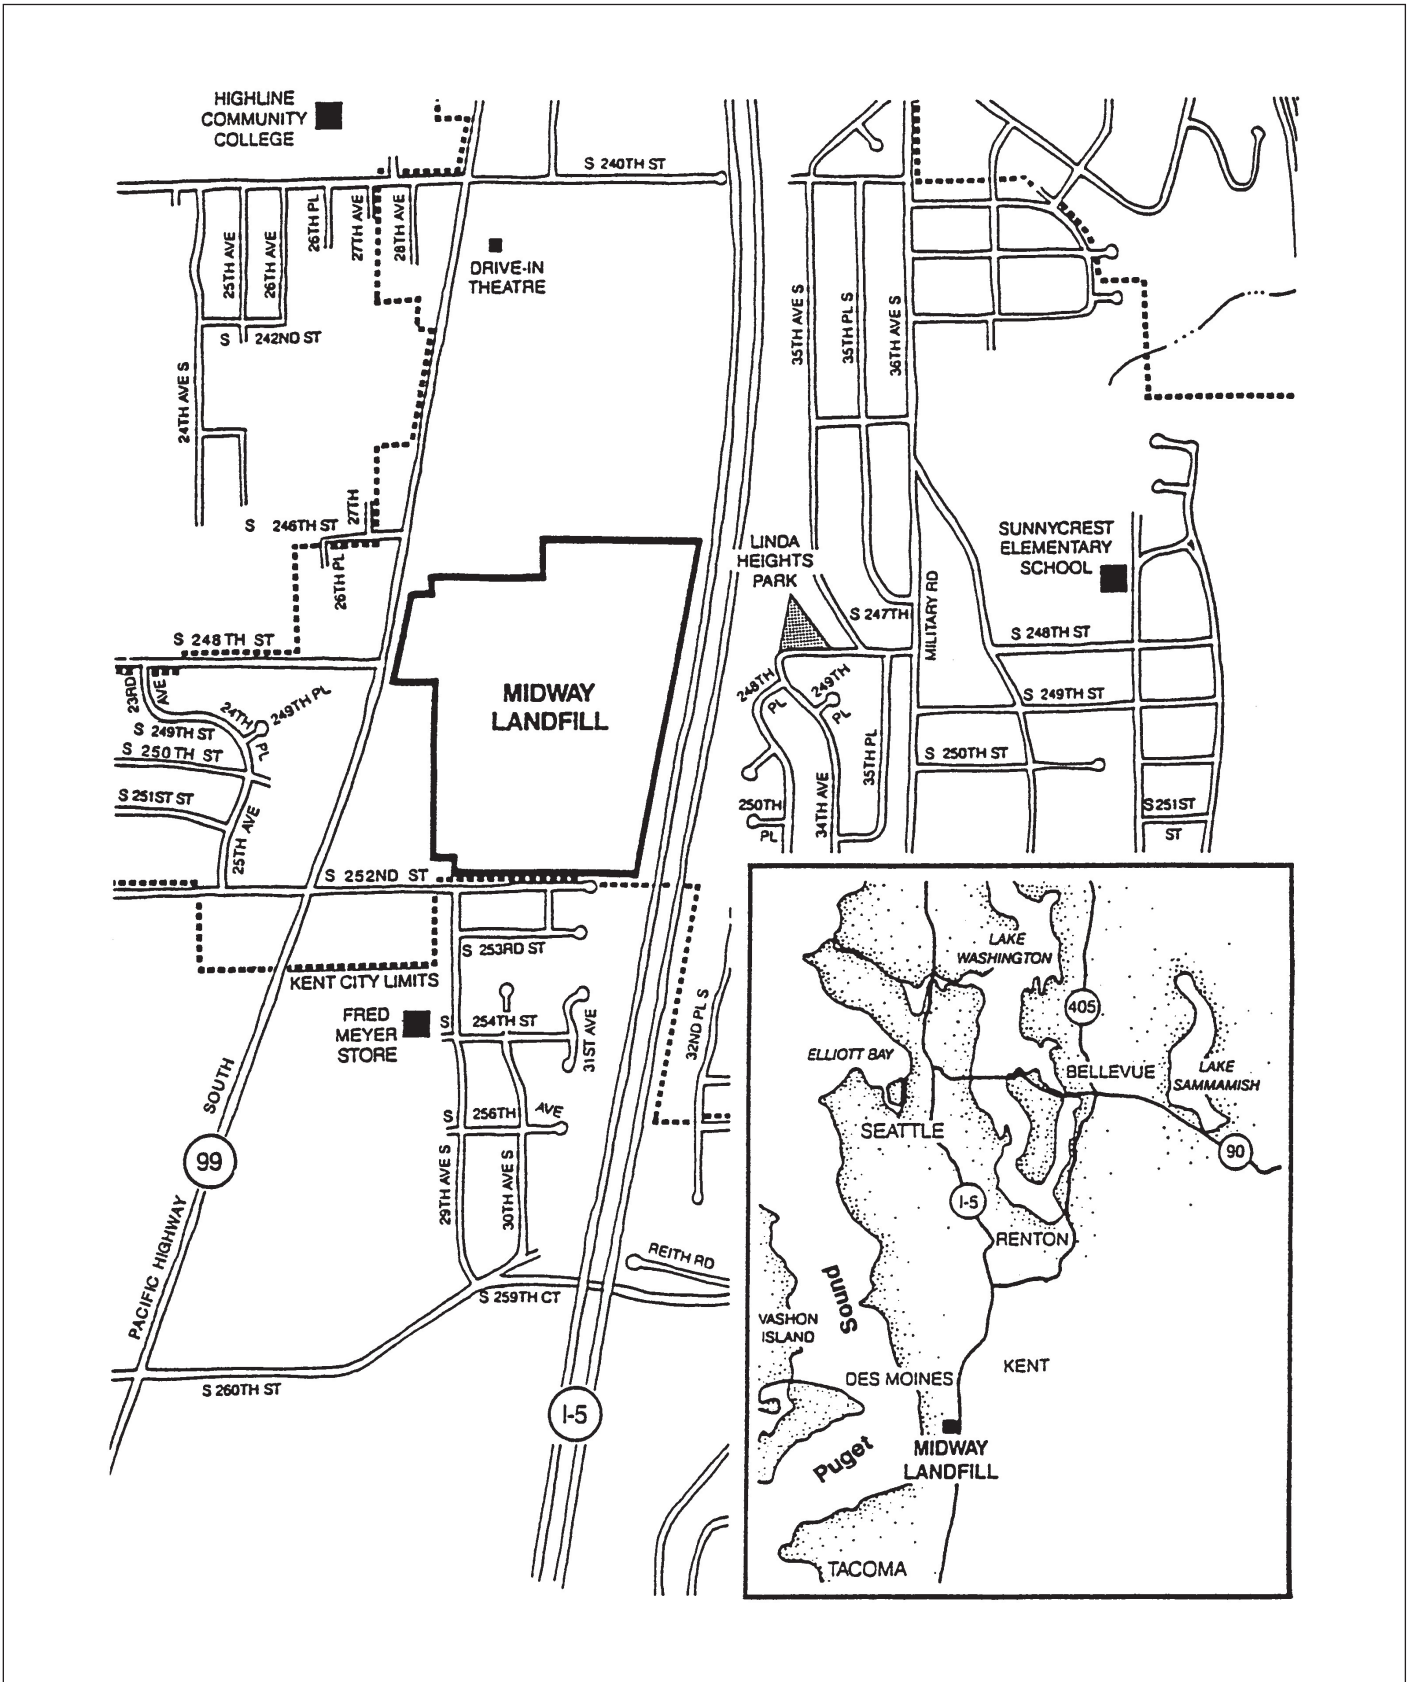 HIGHLINE
COMMUNITY
COLLEGE
S 240TH ST
25TH AVE
26TH AVE
26TH PL
27TH AVE
28TH AVE
DRIVE-IN
THEATRE
S 242ND ST
24TH AVE S
35TH AVE S
35TH PL S
36TH AVE S
S 246TH ST
27TH
26TH PL
LINDA
HEIGHTS
PARK
SUNNYCREST
ELEMENTARY
SCHOOL
S 247TH
MILITARY RD
S 248TH ST
S 248TH ST
23RD
AVE
24TH
PL
249TH PL
S 249TH ST
S 250TH ST
S 251ST ST
25TH AVE
MIDWAY
LANDFILL
248TH
PL
249TH
PL
S 249TH ST
35TH PL
S 250TH ST
250TH
PL
34TH AVE
S 251ST
ST
S 252ND ST
S 253RD ST
KENT CITY LIMITS
FRED
MEYER
STORE
S 254TH ST
31ST AVE
32ND PL S
S 256TH AVE
29TH AVE S
30TH AVE S
SOUTH
99
PACIFIC HIGHWAY
REITH RD
S 259TH CT
S 260TH ST
I-5
LAKE
WASHINGTON
405
ELLIOTT BAY
BELLEVUE
LAKE
SAMMAMISH
SEATTLE
90
I-5
RENTON
Sound
VASHON
ISLAND
KENT
DES MOINES
Puget
MIDWAY
LANDFILL
TACOMA